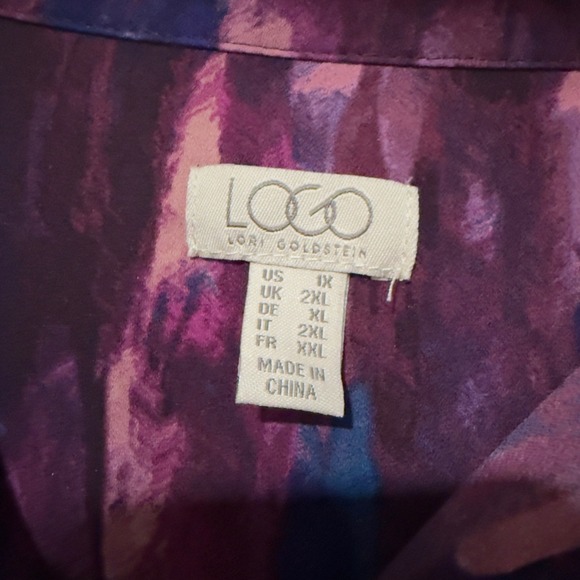 LOGO
LORI GOLDSTEIN
US 1X
UK 2XL
DE XL
IT 2XL
FR XXL
MADE IN
CHINA